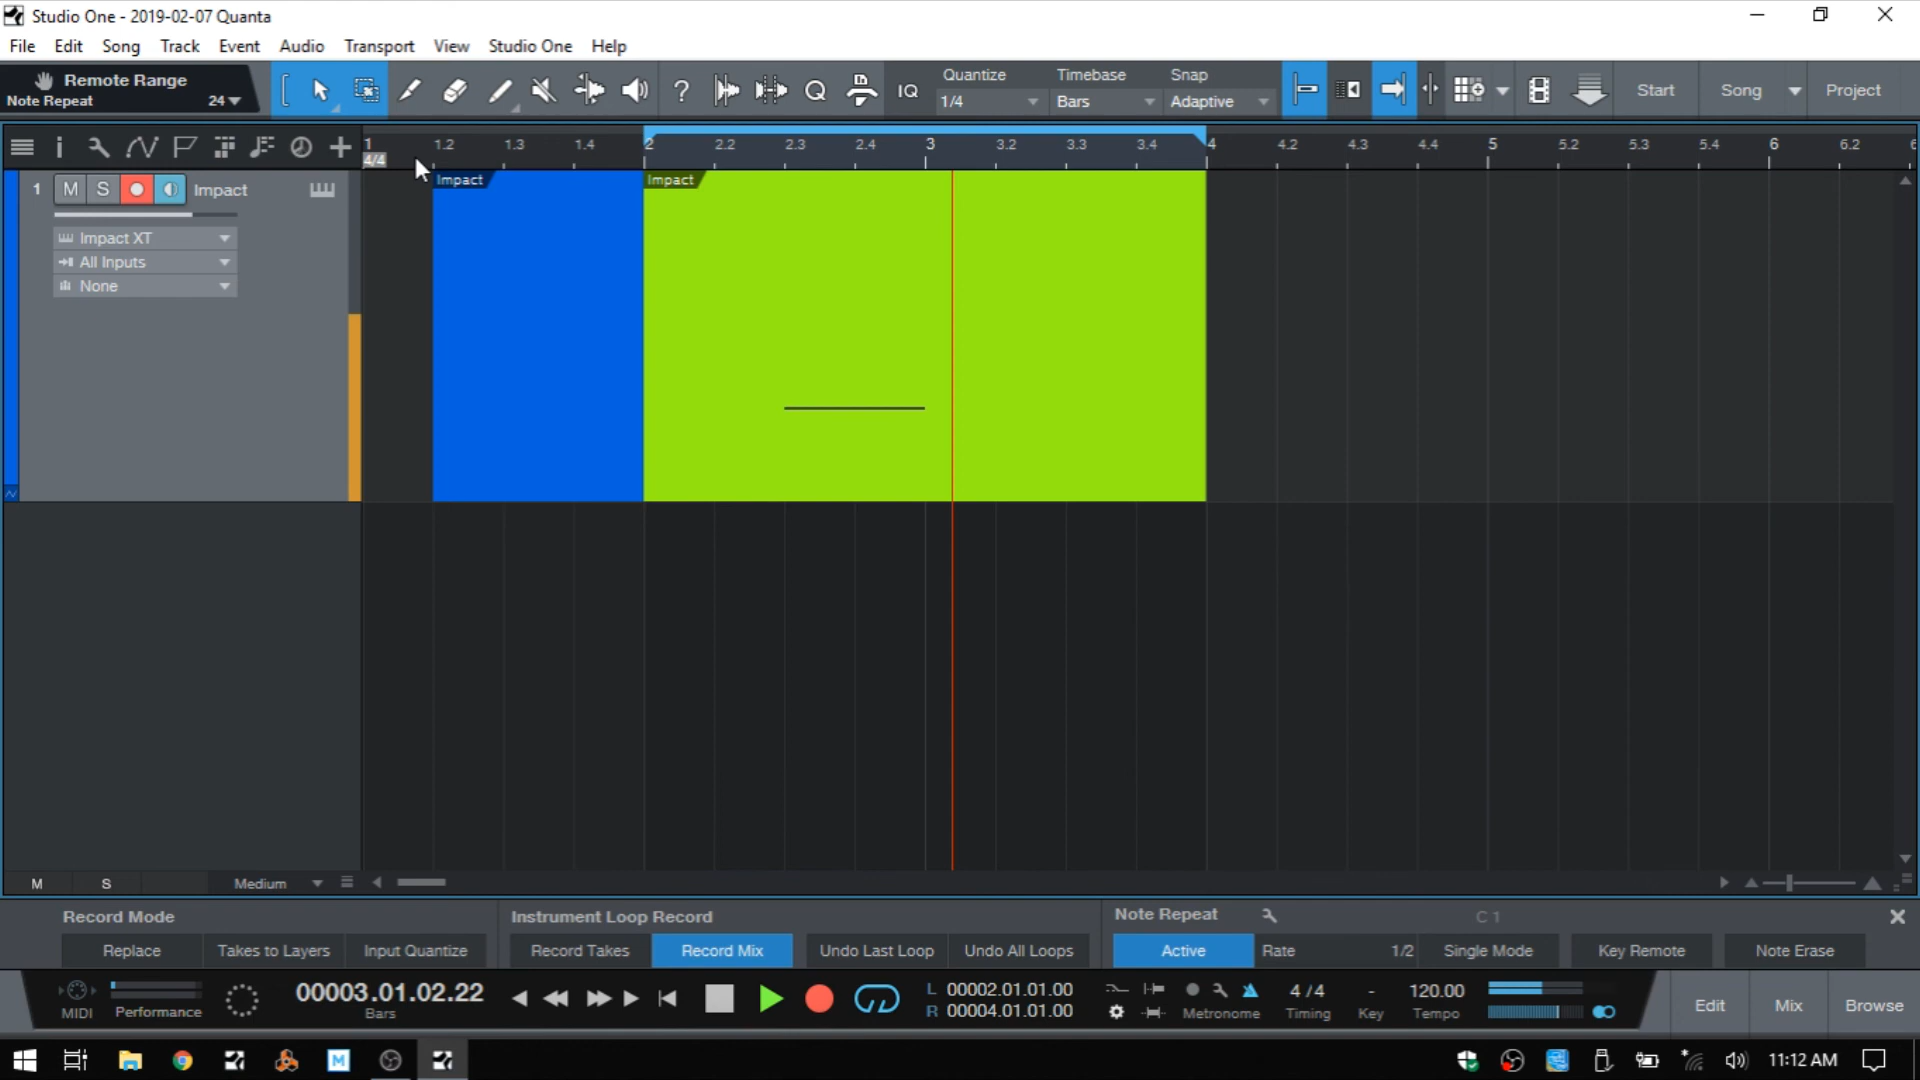 Studio One - 2019-02-07 Quanta
File Edit Song Track Event Audio Transport View Studio One Help
Remote Range
Note Repeat 24
? Q IQ
Quantize Timebase Snap
1/4 Bars Adaptive
Start Song Project
1 1.2 1.3 1.4 2 2.2 2.3 2.4 3 3.2 3.3 3.4 4 4.2 4.3 4.4 5 5.2 5.3 5.4 6 6.2
4/4
1 M S Impact
Impact Impact
Impact XT
All Inputs
None
M S Medium
Record Mode Instrument Loop Record Note Repeat C 1
Replace Takes to Layers Input Quantize Record Takes Record Mix Undo Last Loop Undo All Loops Active Rate 1/2 Single Mode Key Remote Note Erase
MIDI Performance
00003.01.02.22
Bars
L 00002.01.01.00
R 00004.01.01.00
Metronome
4 / 4
Timing
-
Key
120.00
Tempo
Edit Mix Browse
M
11:12 AM